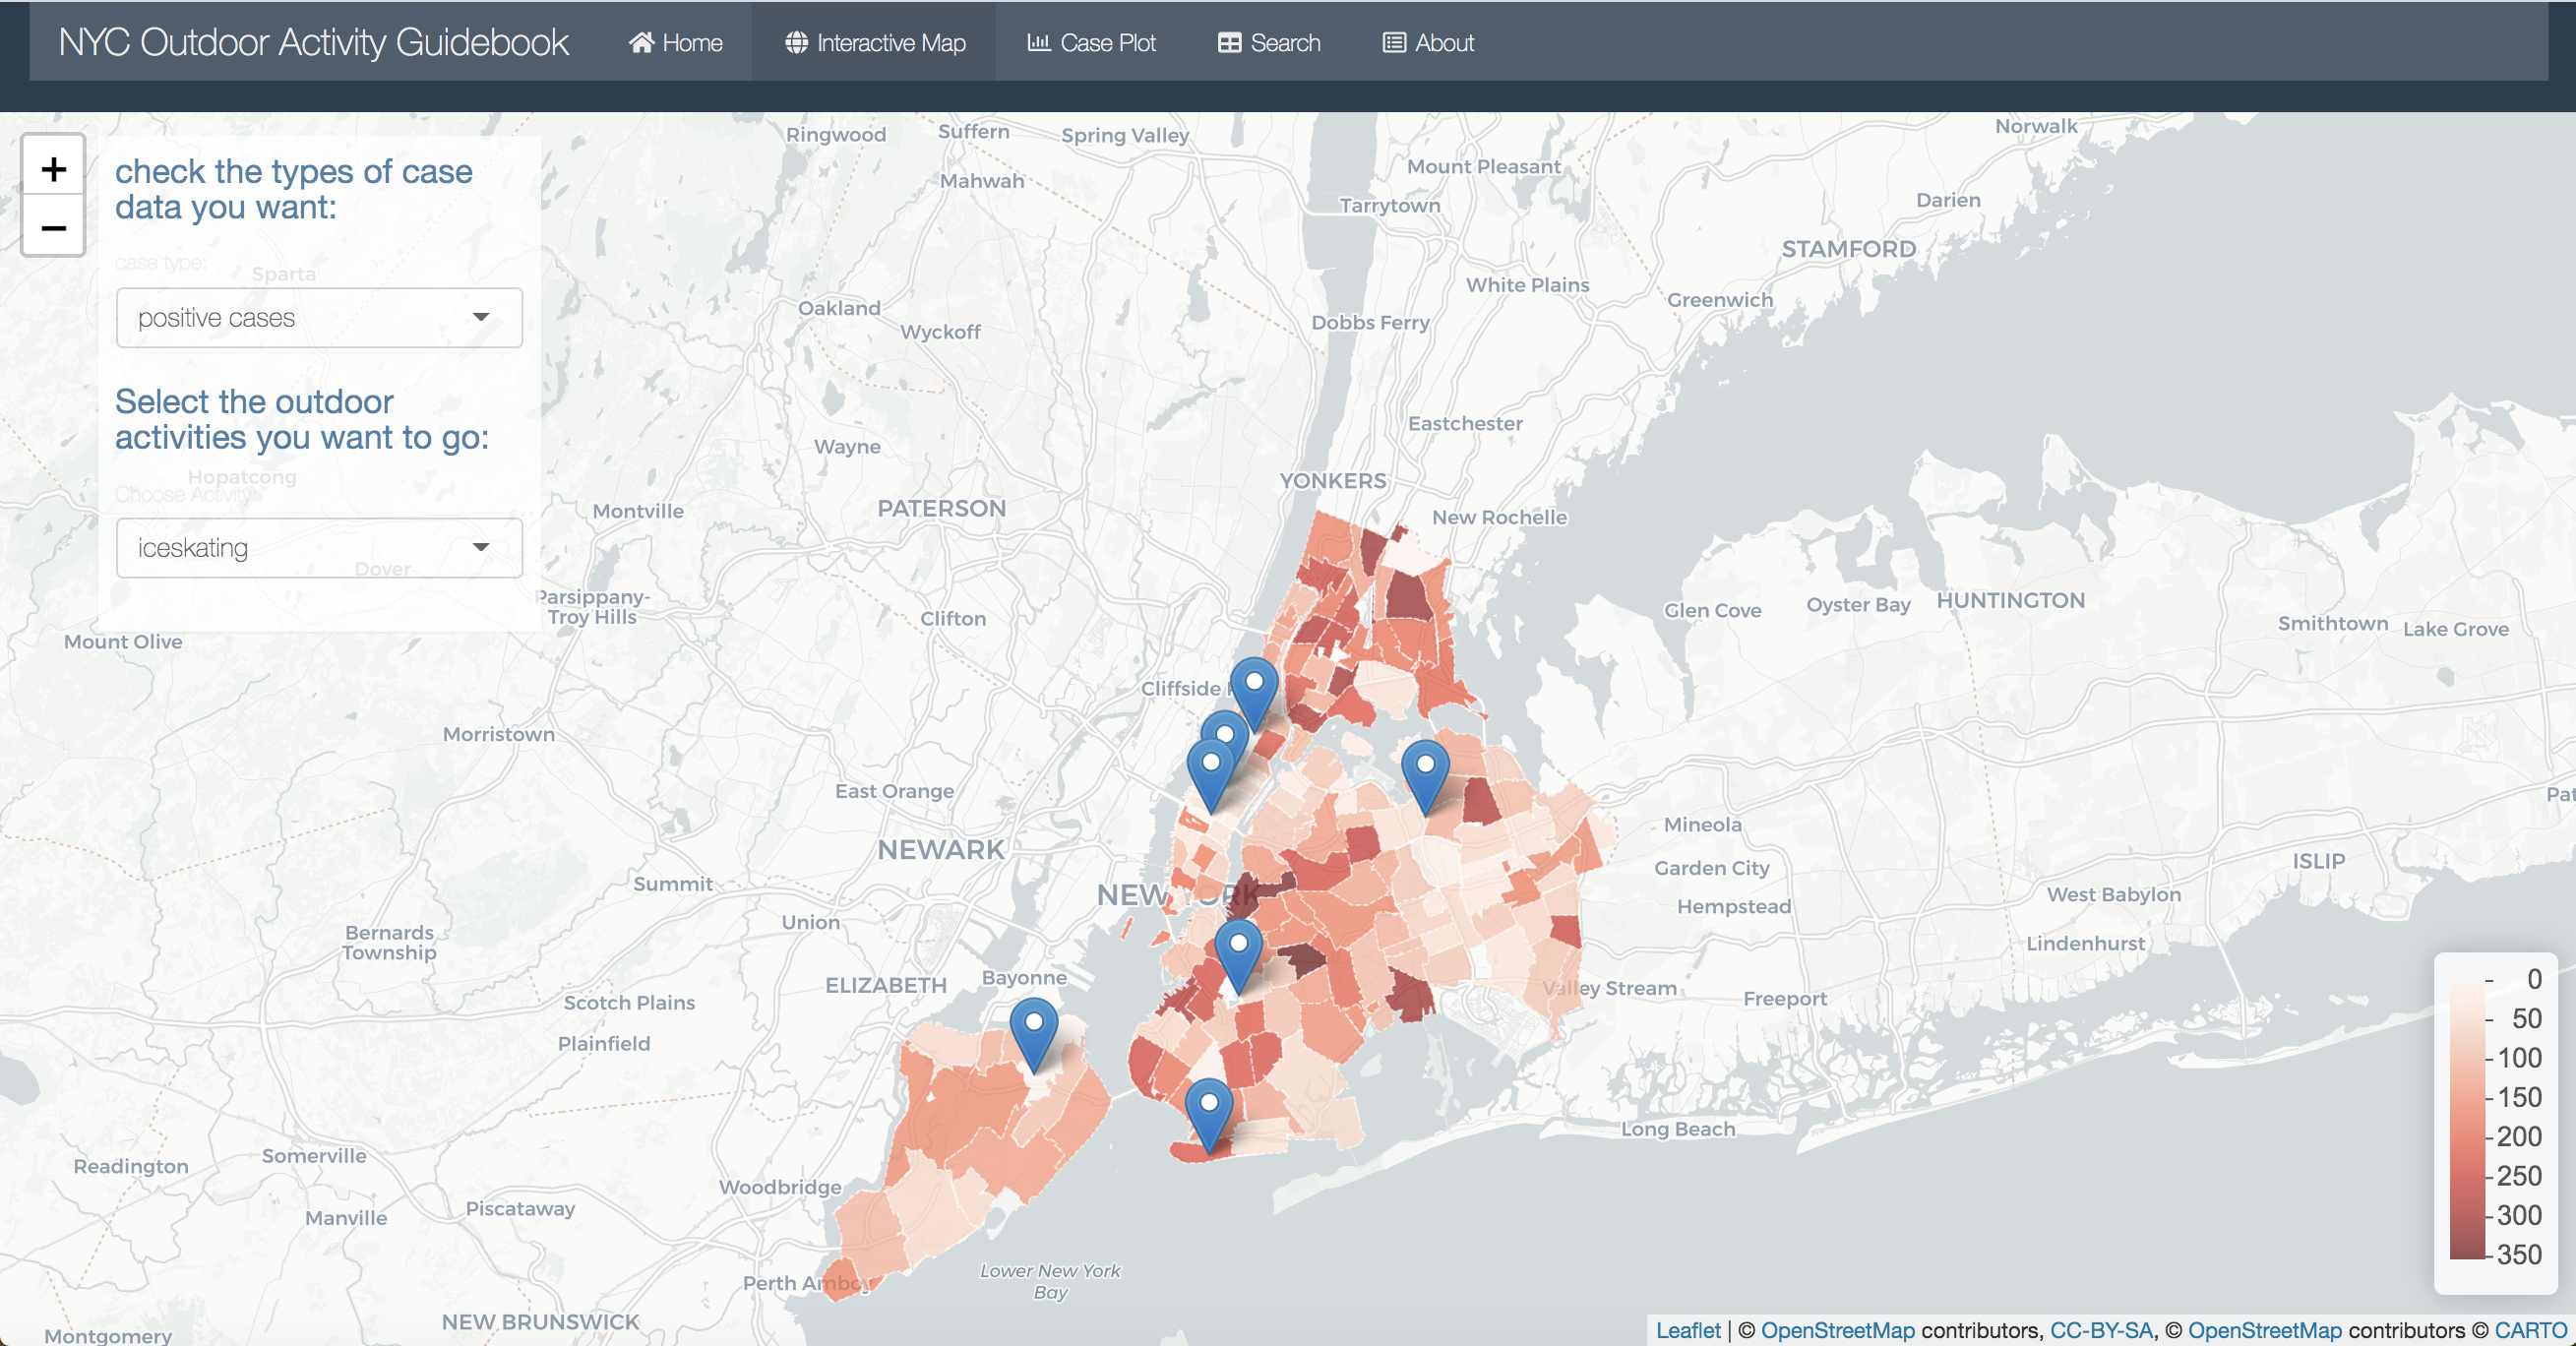 NYC Outdoor Activity Guidebook
Home
Interactive Map
Case Plot
Search
About
+
−
check the types of case
data you want:
case type:
positive cases
Select the outdoor
activities you want to go:
Choose Activity:
iceskating
Sparta
Hopatcong
Dover
Mount Olive
Ringwood
Suffern
Spring Valley
Mahwah
Norwalk
Mount Pleasant
Tarrytown
Darien
STAMFORD
White Plains
Greenwich
Oakland
Wyckoff
Dobbs Ferry
Eastchester
Wayne
YONKERS
Montville
PATERSON
New Rochelle
Parsippany-
Troy Hills
Clifton
Glen Cove
Oyster Bay
HUNTINGTON
Smithtown
Lake Grove
Cliffside
Morristown
East Orange
Mineola
NEWARK
Garden City
ISLIP
Summit
NEW YORK
West Babylon
Hempstead
Union
Bernards
Township
Lindenhurst
ELIZABETH
Bayonne
Valley Stream
Freeport
Scotch Plains
Plainfield
Long Beach
Somerville
Readington
Woodbridge
Piscataway
Manville
Lower New York
Bay
Perth Amboy
NEW BRUNSWICK
Montgomery
0
50
100
150
200
250
300
350
Leaflet | © OpenStreetMap contributors, CC-BY-SA, © OpenStreetMap contributors © CARTO